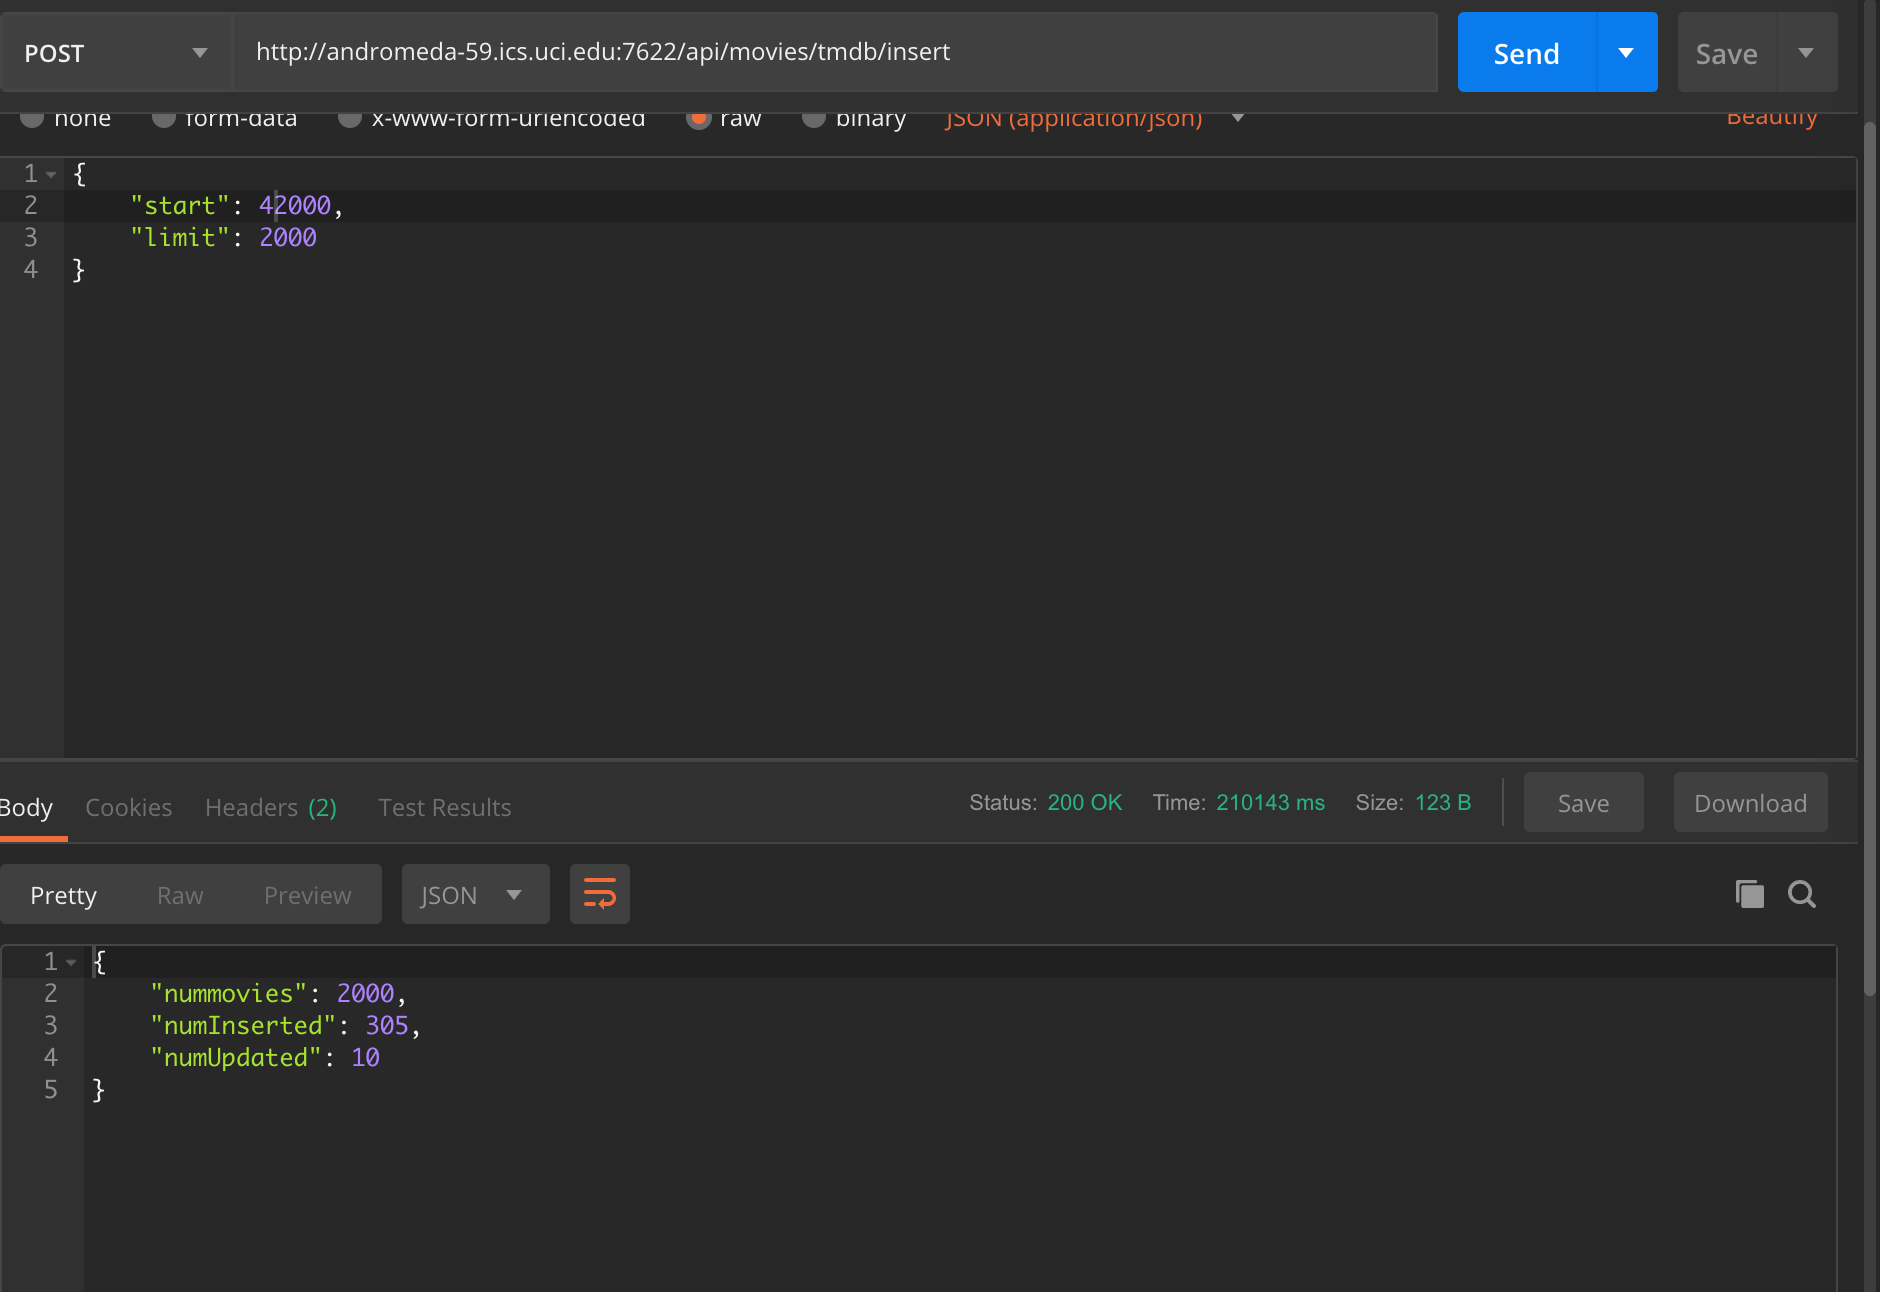 POST http://andromeda-59.ics.uci.edu:7622/api/movies/tmdb/insert Send Save
none form-data x-www-form-urlencoded raw binary JSON (application/json) Beautify
1 {
2 "start": 42000,
3 "limit": 2000
4 }
Body Cookies Headers (2) Test Results Status: 200 OK Time: 210143 ms Size: 123 B Save Download
Pretty Raw Preview JSON
1 {
2 "nummovies": 2000,
3 "numInserted": 305,
4 "numUpdated": 10
5 }